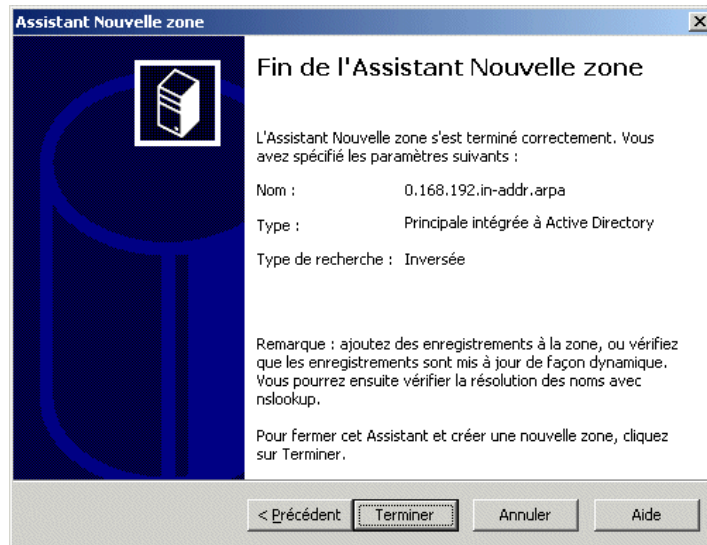 Assistant Nouvelle zone
Fin de l'Assistant Nouvelle zone
L'Assistant Nouvelle zone s'est terminé correctement. Vous
avez spécifié les paramètres suivants :
Nom : 0.168.192.in-addr.arpa
Type : Principale intégrée à Active Directory
Type de recherche : Inversée
Remarque : ajoutez des enregistrements à la zone, ou vérifiez
que les enregistrements sont mis à jour de façon dynamique.
Vous pourrez ensuite vérifier la résolution des noms avec
nslookup.
Pour fermer cet Assistant et créer une nouvelle zone, cliquez
sur Terminer.
< Précédent Terminer Annuler Aide